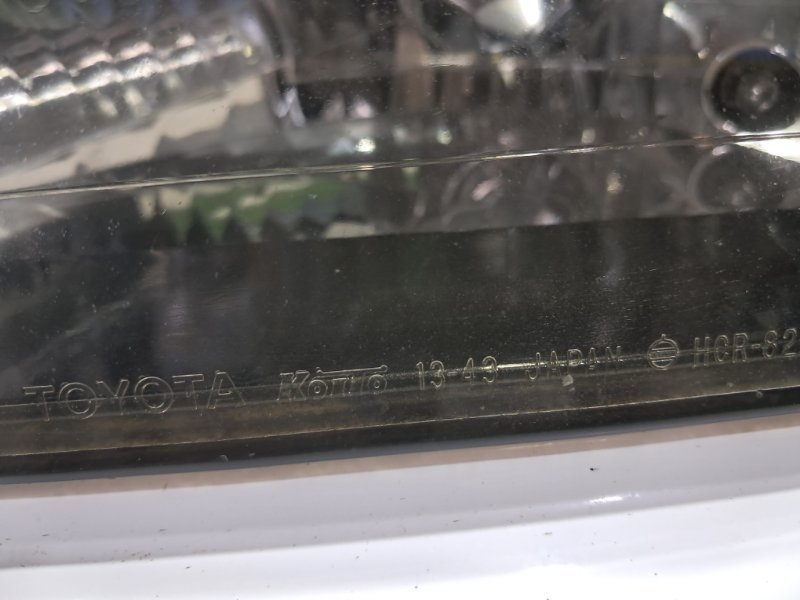 TOYOTA Koito 13-43 JAPAN HCR-62